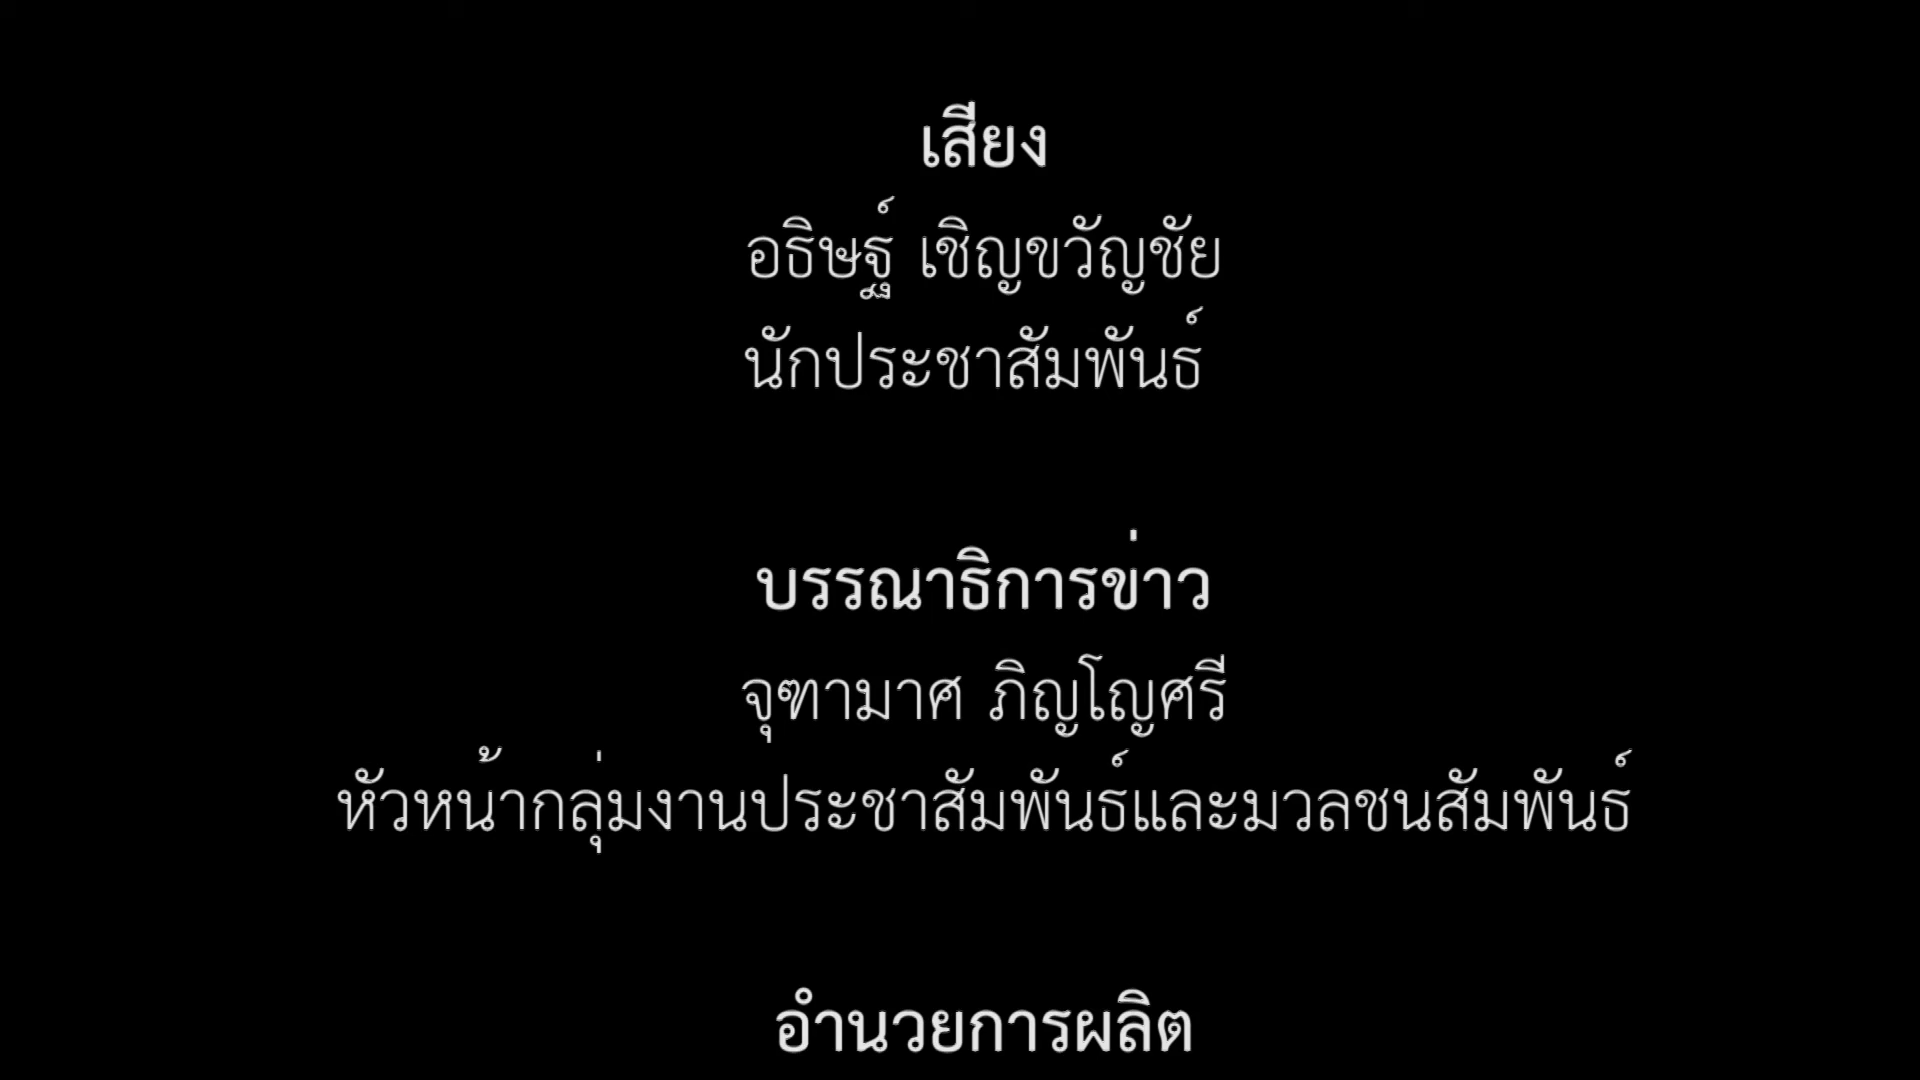 เสียง
อธิษฐ์ เชิญขวัญชัย
นักประชาสัมพันธ์
บรรณาธิการข่าว
จุฑามาศ ภิญโญศรี
หัวหน้ากลุ่มงานประชาสัมพันธ์และมวลชนสัมพันธ์
อำนวยการผลิต